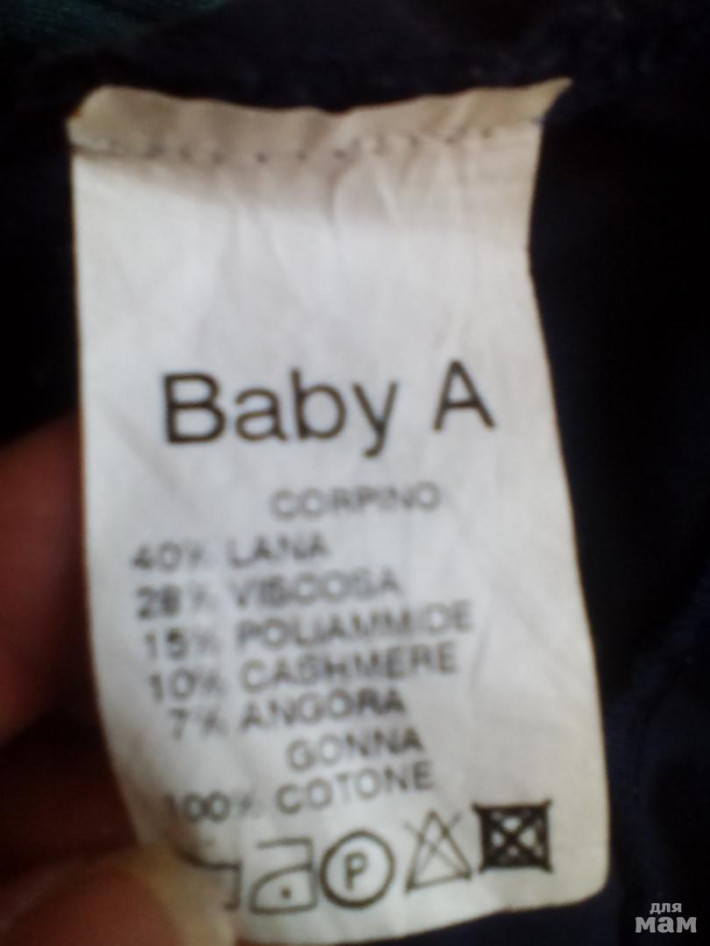 Baby A
CORPINO
40% LANA
28% VISCOSA
15% POLIAMMIDE
10% CASHMERE
7% ANGORA
GONNA
100% COTONE
P
для
мам